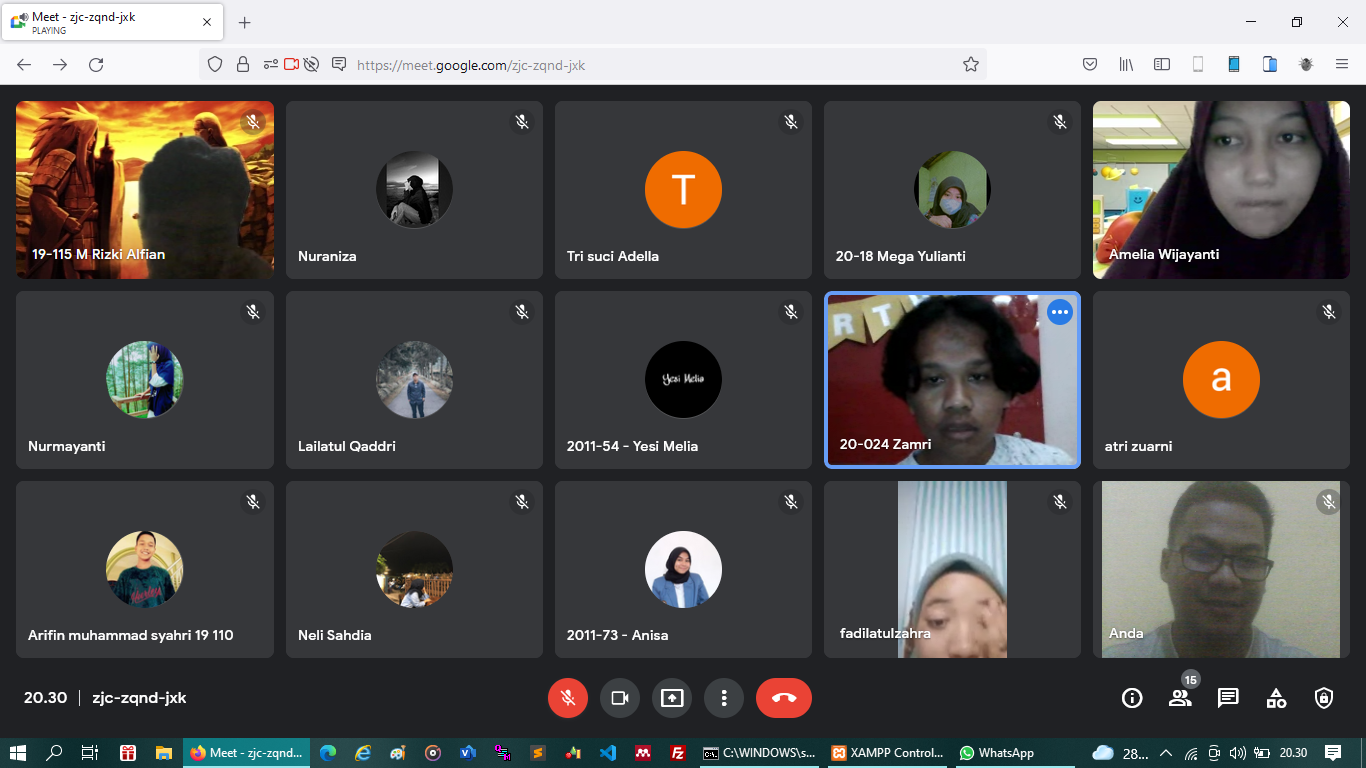 Meet - zjc-zqnd-jxk
PLAYING
https://meet.google.com/zjc-zqnd-jxk
19-115 M Rizki Alfian
Nuraniza
T
Tri suci Adella
20-18 Mega Yulianti
Amelia Wijayanti
Nurmayanti
Lailatul Qaddri
Yesi Melia
2011-54 - Yesi Melia
R T
20-024 Zamri
a
atri zuarni
Arifin muhammad syahri 19 110
Neli Sahdia
2011-73 - Anisa
fadilatulzahra
Anda
20.30
zjc-zqnd-jxk
15
Meet - zjc-zqnd...
C:\WINDOWS\s...
XAMPP Control...
WhatsApp
28...
20.30